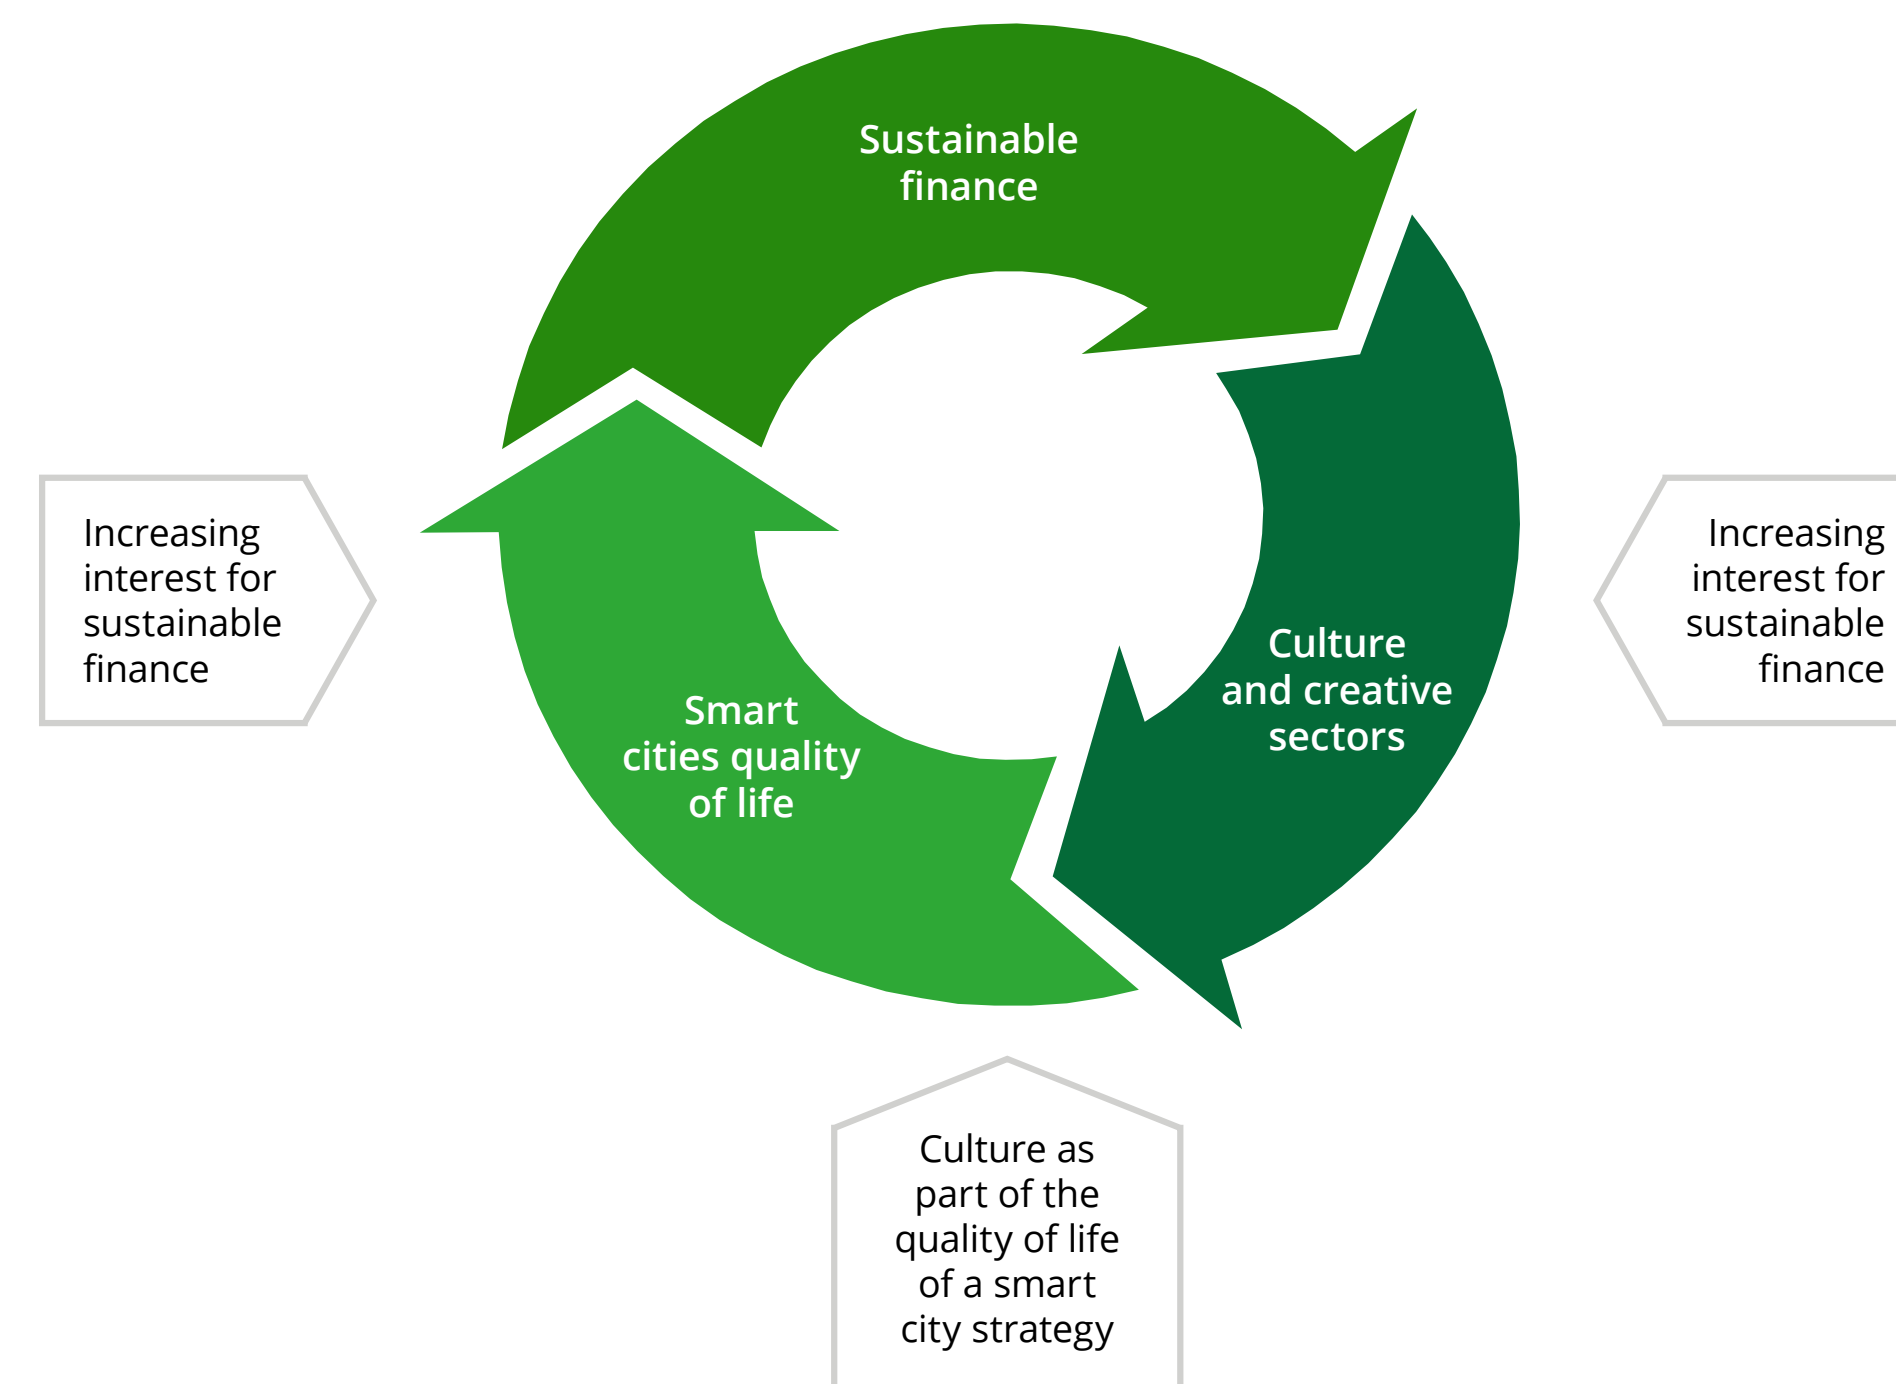 Sustainable
finance
Increasing
interest for
sustainable
finance
Increasing
interest for
sustainable
finance
Culture
and creative
sectors
Smart
cities quality
of life
Culture as
part of the
quality of life
of a smart
city strategy